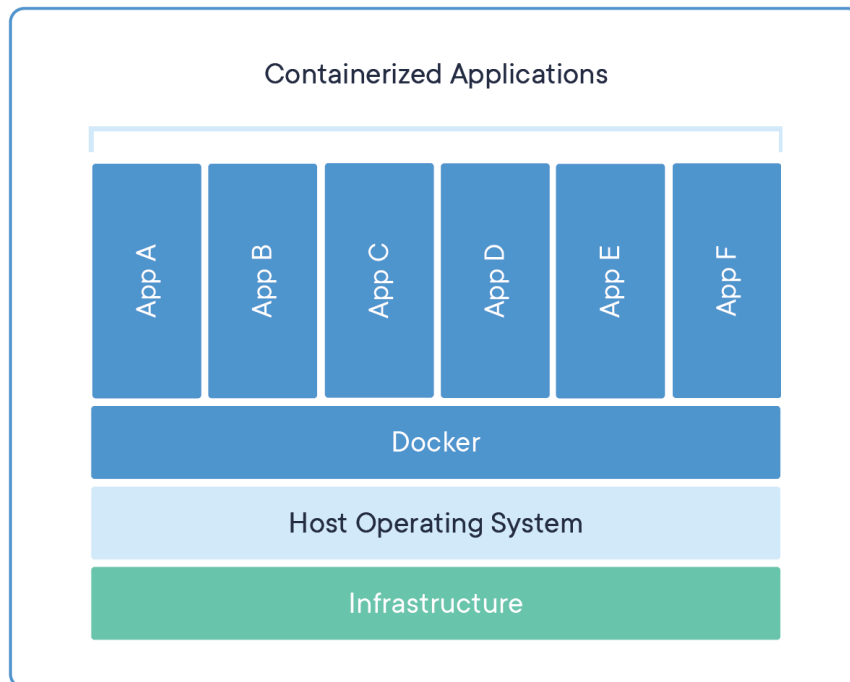 Containerized Applications
App A
App B
App C
App D
App E
App F
Docker
Host Operating System
Infrastructure